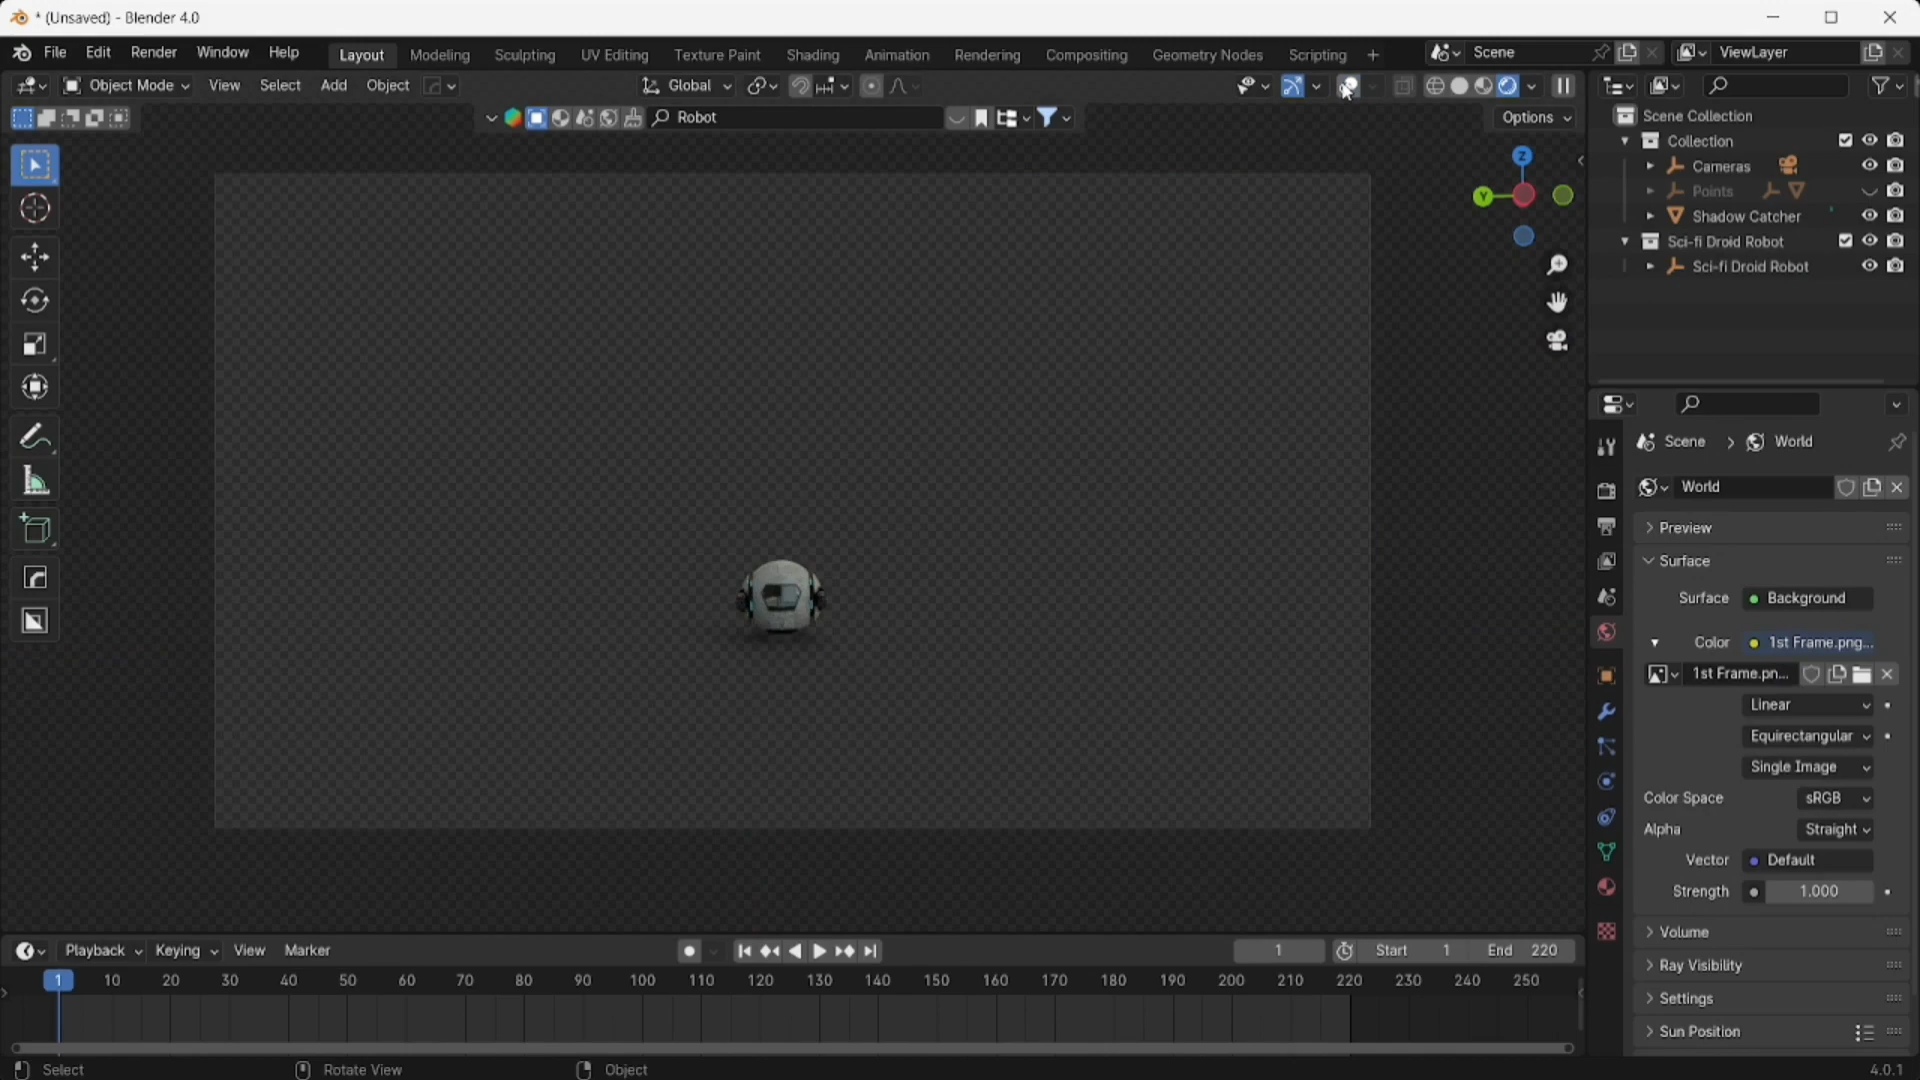 * (Unsaved) - Blender 4.0
File Edit Render Window Help Layout Modeling Sculpting UV Editing Texture Paint Shading Animation Rendering Compositing Geometry Nodes Scripting + Scene ViewLayer
Object Mode View Select Add Object Global
Robot Options
Z
Y
Scene Collection
Collection
Cameras
Points
Shadow Catcher
Sci-fi Droid Robot
Sci-fi Droid Robot
Scene > World
World
Preview
Surface
Surface Background
Color 1st Frame.png...
1st Frame.pn...
Linear
Equirectangular
Single Image
Color Space sRGB
Alpha Straight
Vector Default
Strength 1.000
Volume
Ray Visibility
Settings
Sun Position
Playback Keying View Marker 1 Start 1 End 220
1 10 20 30 40 50 60 70 80 90 100 110 120 130 140 150 160 170 180 190 200 210 220 230 240 250
Select Rotate View Object 4.0.1